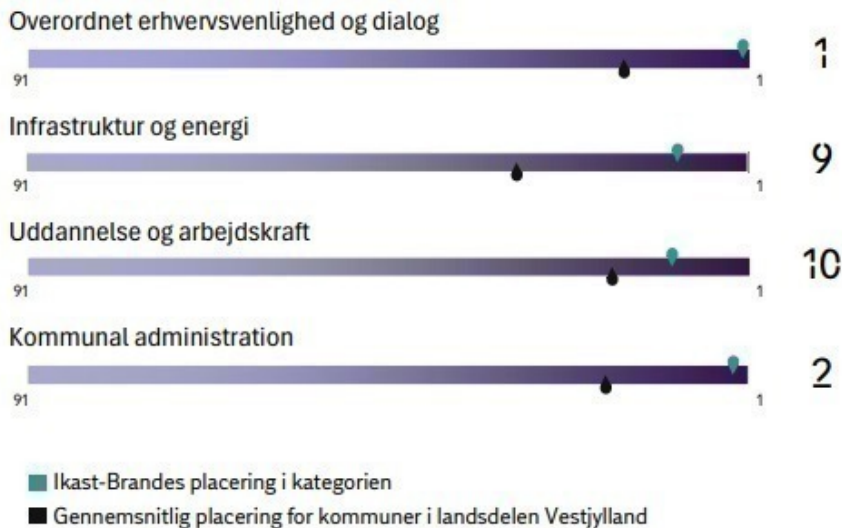 Overordnet erhvervsvenlighed og dialog
1
91 1
Infrastruktur og energi
9
91 1
Uddannelse og arbejdskraft
10
91 1
Kommunal administration
2
91 1
Ikast-Brandes placering i kategorien
Gennemsnitlig placering for kommuner i landsdelen Vestjylland